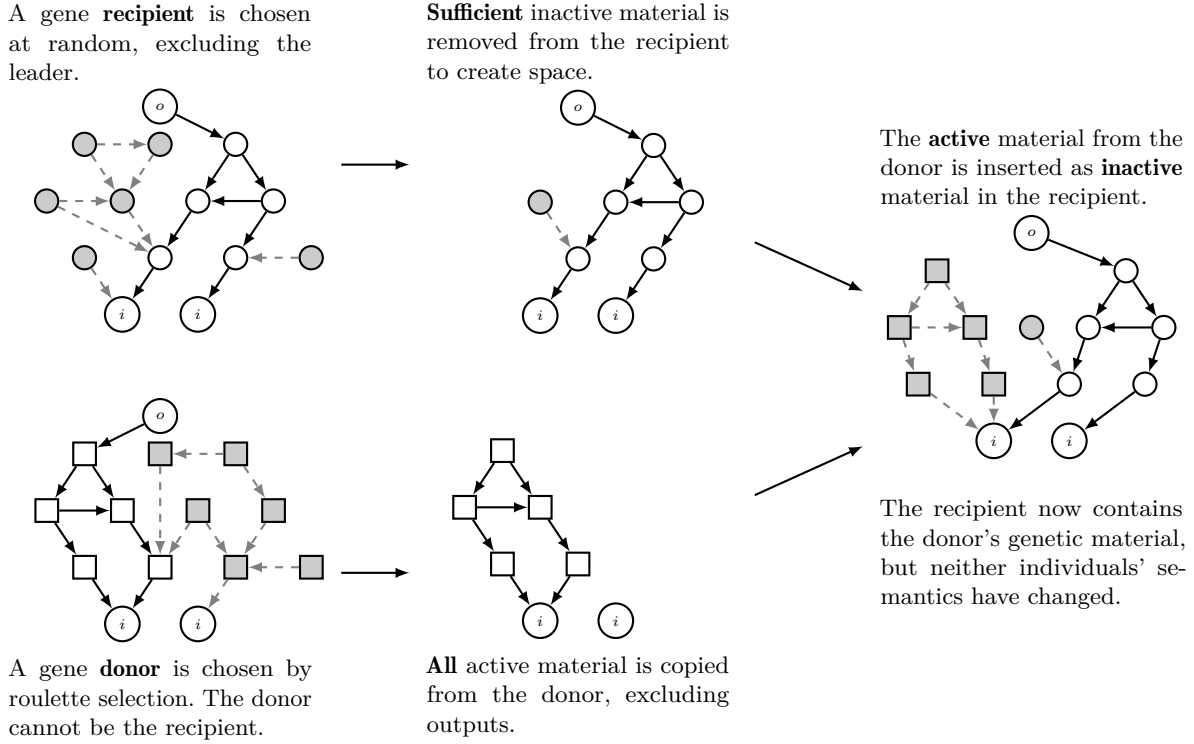 A gene recipient is chosen
at random, excluding the
leader.
o
i
i
Sufficient inactive material is
removed from the recipient
to create space.
o
i
i
The active material from the
donor is inserted as inactive
material in the recipient.
o
i
i
The recipient now contains
the donor's genetic material,
but neither individuals' se-
mantics have changed.
o
i
i
A gene donor is chosen by
roulette selection. The donor
cannot be the recipient.
i
i
All active material is copied
from the donor, excluding
outputs.